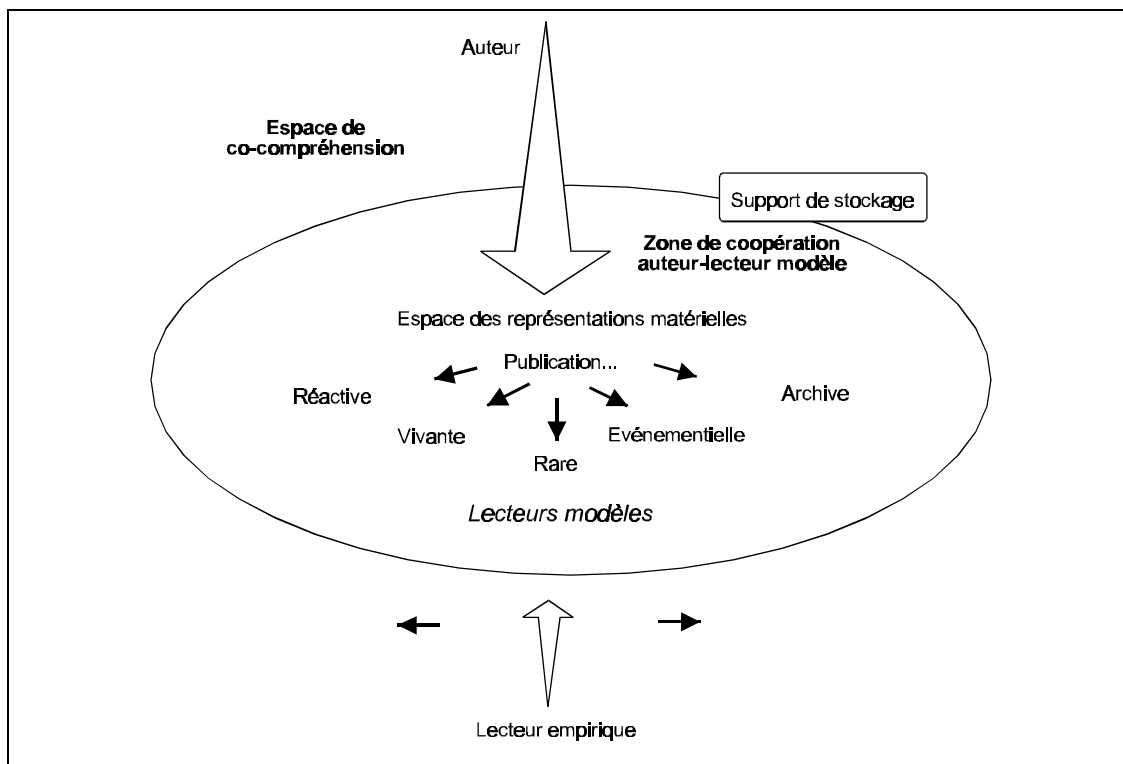 Auteur
Espace de
co-compréhension
Support de stockage
Zone de coopération
auteur-lecteur modèle
Espace des représentations matérielles
Publication...
Réactive
Archive
Vivante
Evénementielle
Rare
Lecteurs modèles
Lecteur empirique